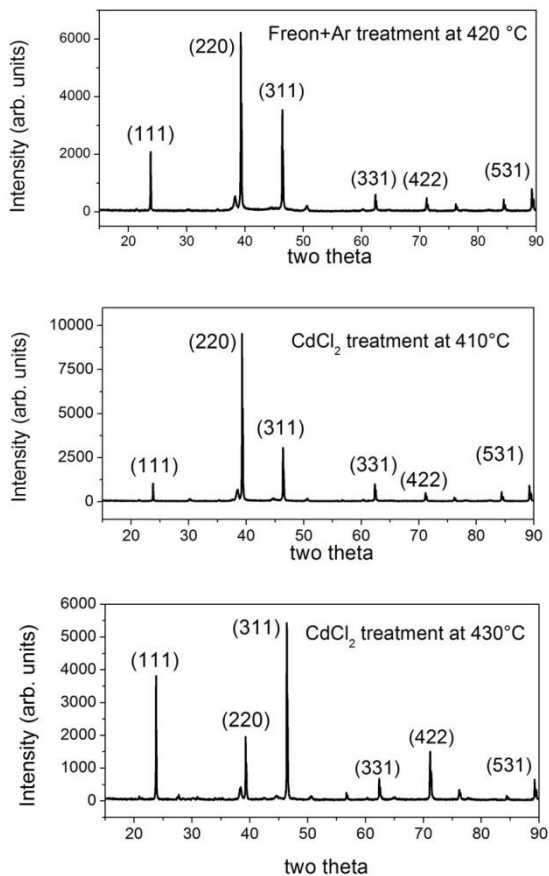 Freon+Ar treatment at 420 °C
Intensity (arb. units)
6000
4000
2000
0
(111)
(220)
(311)
(331)
(422)
(531)
20 30 40 50 60 70 80 90
two theta
CdCl₂ treatment at 410°C
Intensity (arb. units)
10000
7500
5000
2500
0
(111)
(220)
(311)
(331)
(422)
(531)
20 30 40 50 60 70 80 90
two theta
CdCl₂ treatment at 430°C
Intensity (arb. units)
6000
5000
4000
3000
2000
1000
0
(111)
(220)
(311)
(331)
(422)
(531)
20 30 40 50 60 70 80 90
two theta